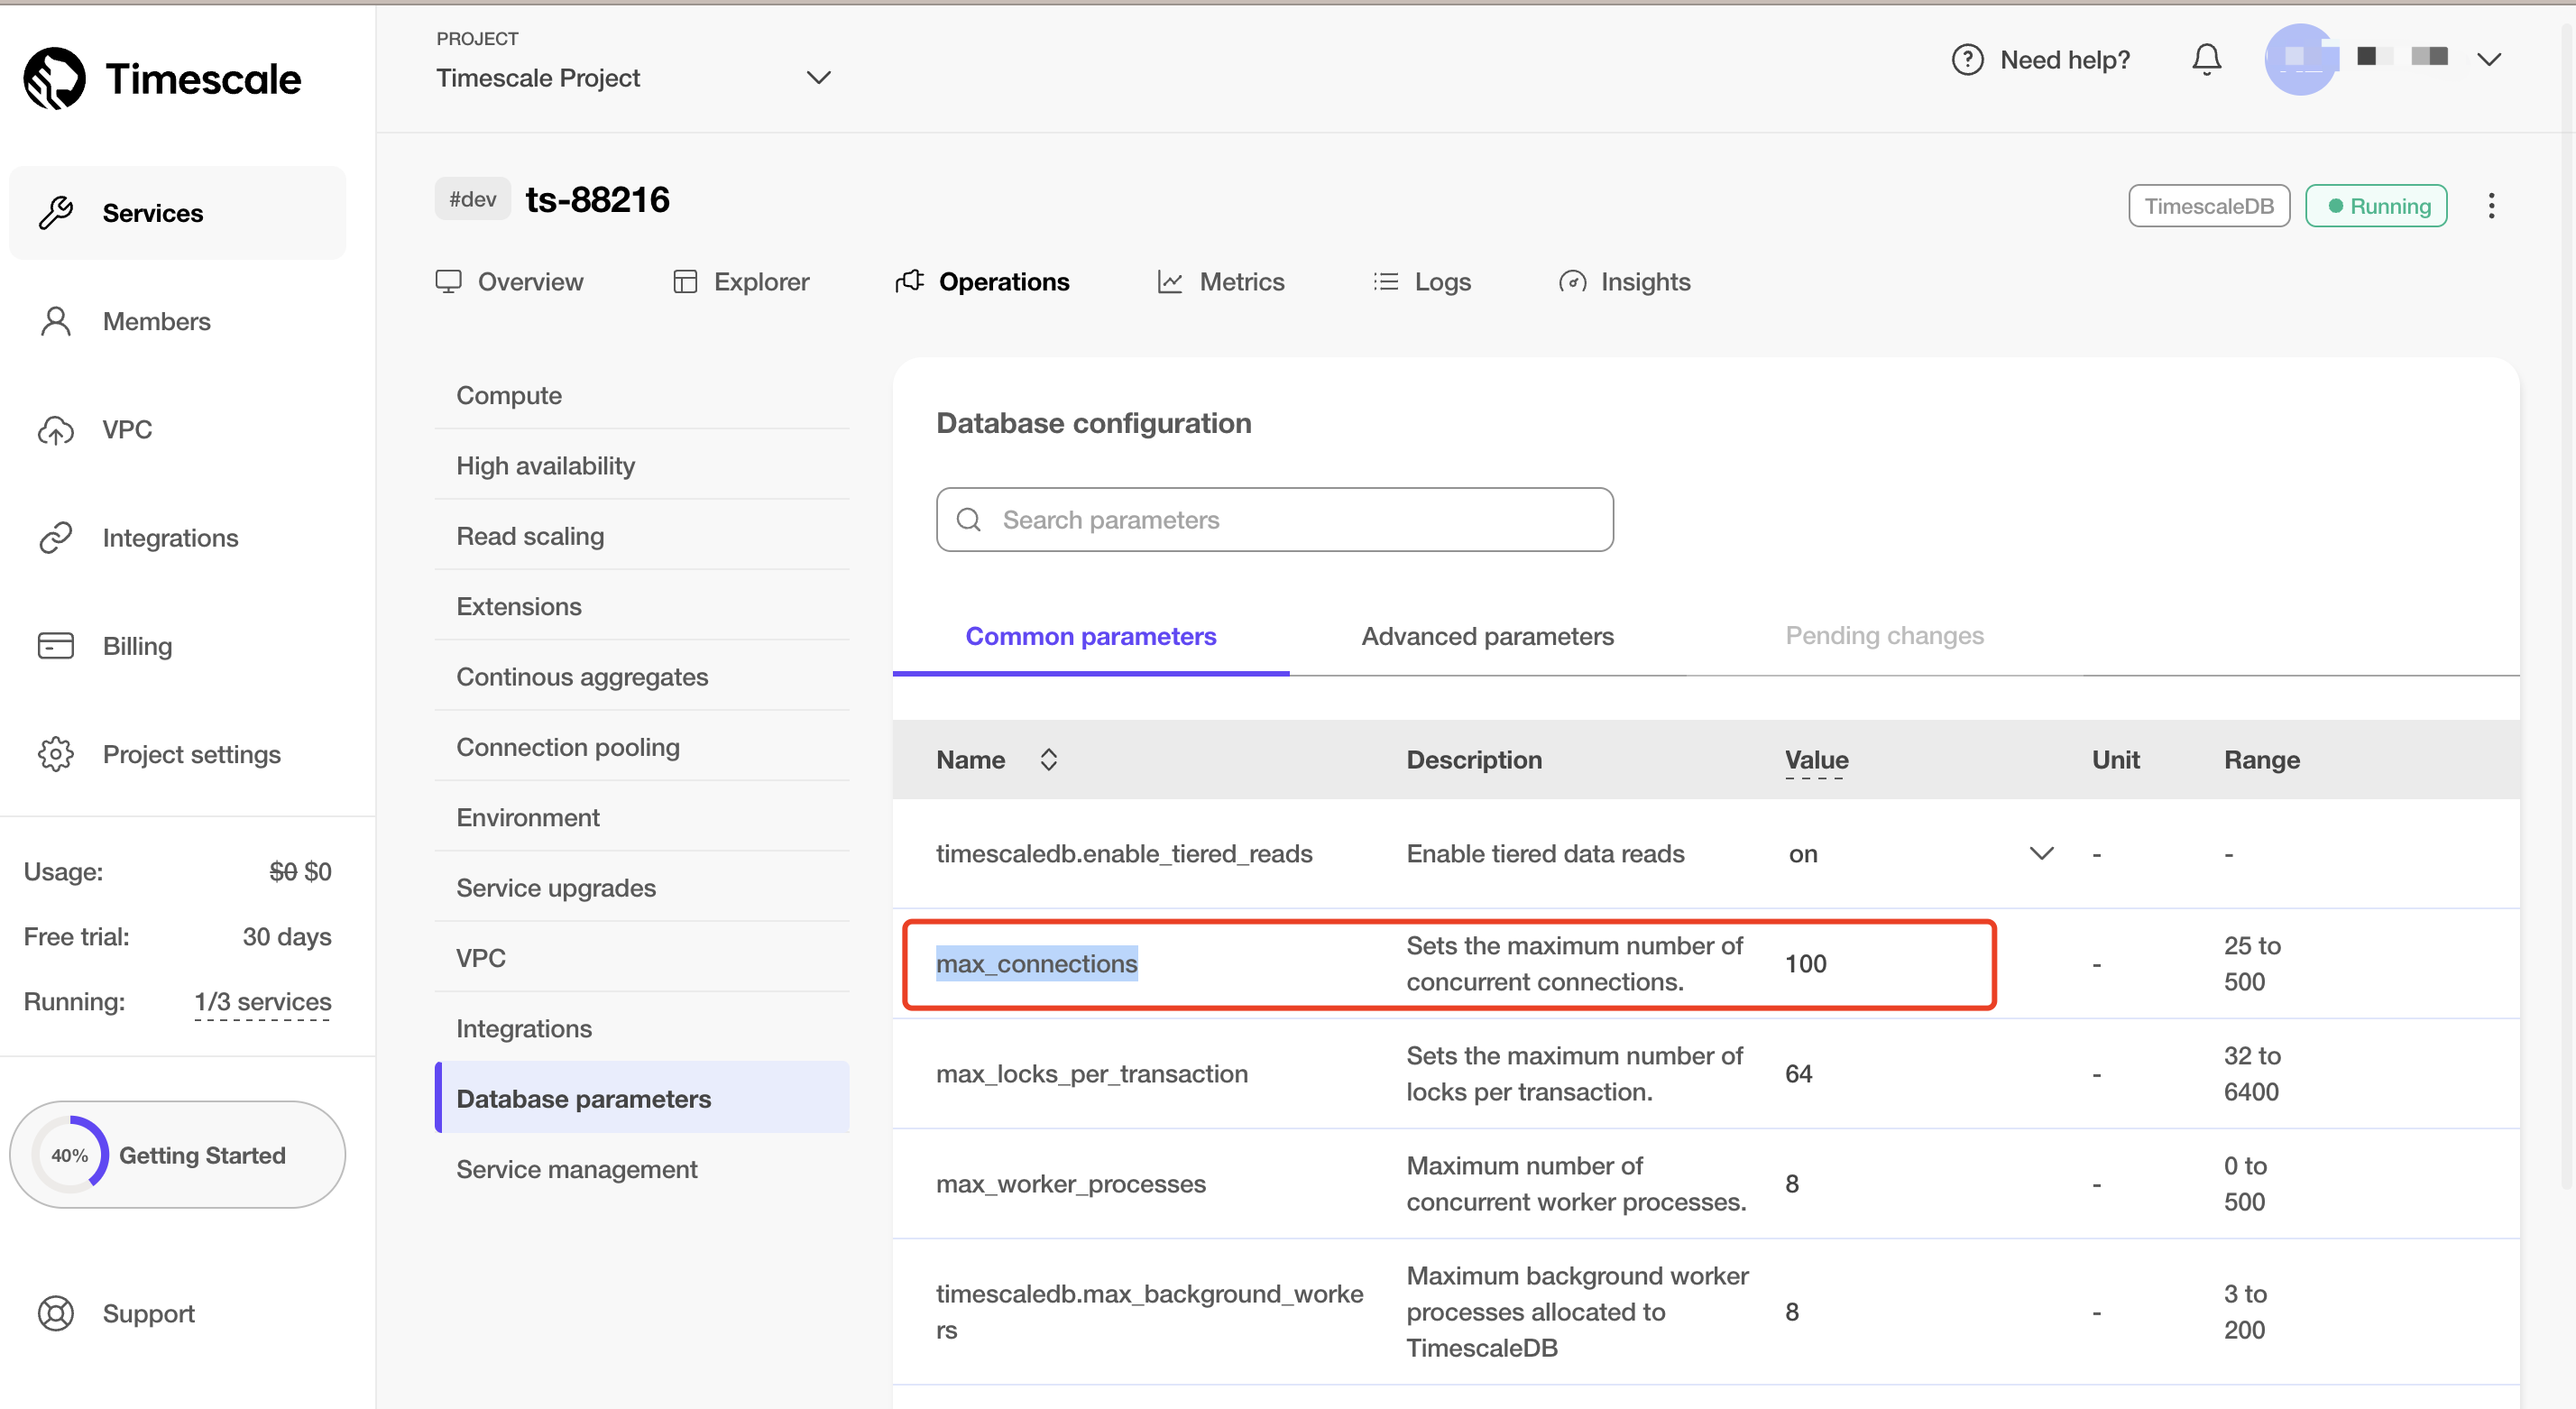 Timescale
PROJECT
Timescale Project
Need help?
Services
Members
VPC
Integrations
Billing
Project settings
Usage: $0 $0
Free trial: 30 days
Running: 1/3 services
40% Getting Started
Support
#dev ts-88216
TimescaleDB
Running
Overview
Explorer
Operations
Metrics
Logs
Insights
Compute
High availability
Read scaling
Extensions
Continous aggregates
Connection pooling
Environment
Service upgrades
VPC
Integrations
Database parameters
Service management
Database configuration
Search parameters
Common parameters
Advanced parameters
Pending changes
Name Description Value Unit Range
timescaledb.enable_tiered_reads Enable tiered data reads on - -
max_connections
Sets the maximum number of
concurrent connections.
100
-
25 to
500
max_locks_per_transaction
Sets the maximum number of
locks per transaction.
64
-
32 to
6400
max_worker_processes
Maximum number of
concurrent worker processes.
8
-
0 to
500
timescaledb.max_background_worke
rs
Maximum background worker
processes allocated to
TimescaleDB
8
-
3 to
200